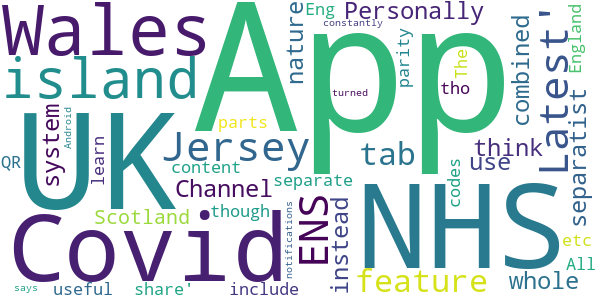 Wales
App
nature
Eng
Personally
constantly
parity
The
turned
tho
combined
Latest'
England
separatist
island
UK
QR
system
Android
learn
parts
Jersey
content
Channel
separate
tab
think
use
codes
Scotland
though
Covid
ENS
notifications
instead
NHS
feature
whole
etc
All
says
useful
share'
include